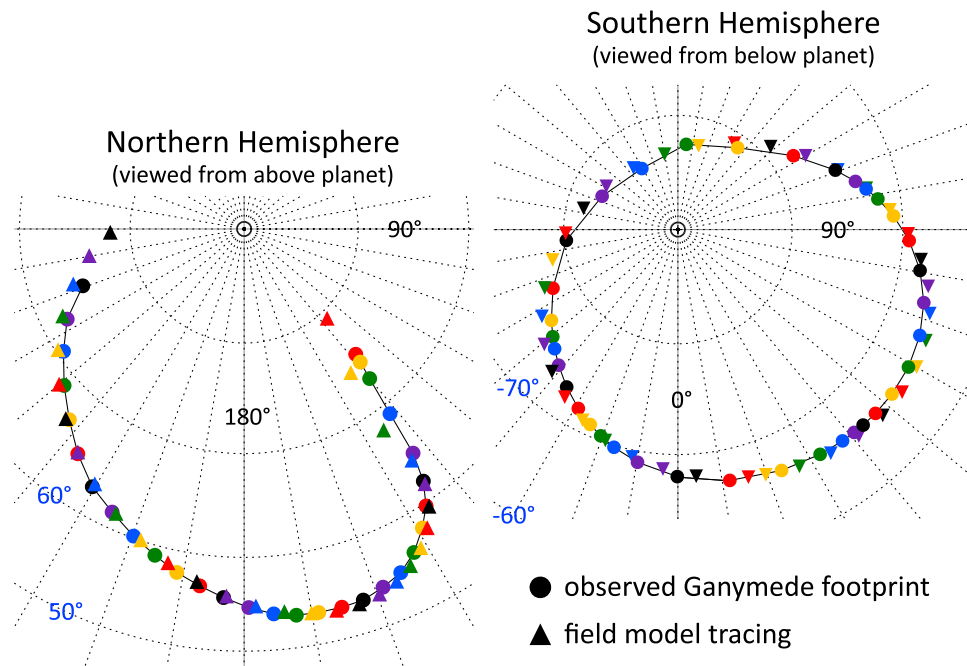 Southern Hemisphere
(viewed from below planet)
Northern Hemisphere
(viewed from above planet)
90°
180°
60°
50°
90°
0°
-70°
-60°
observed Ganymede footprint
field model tracing